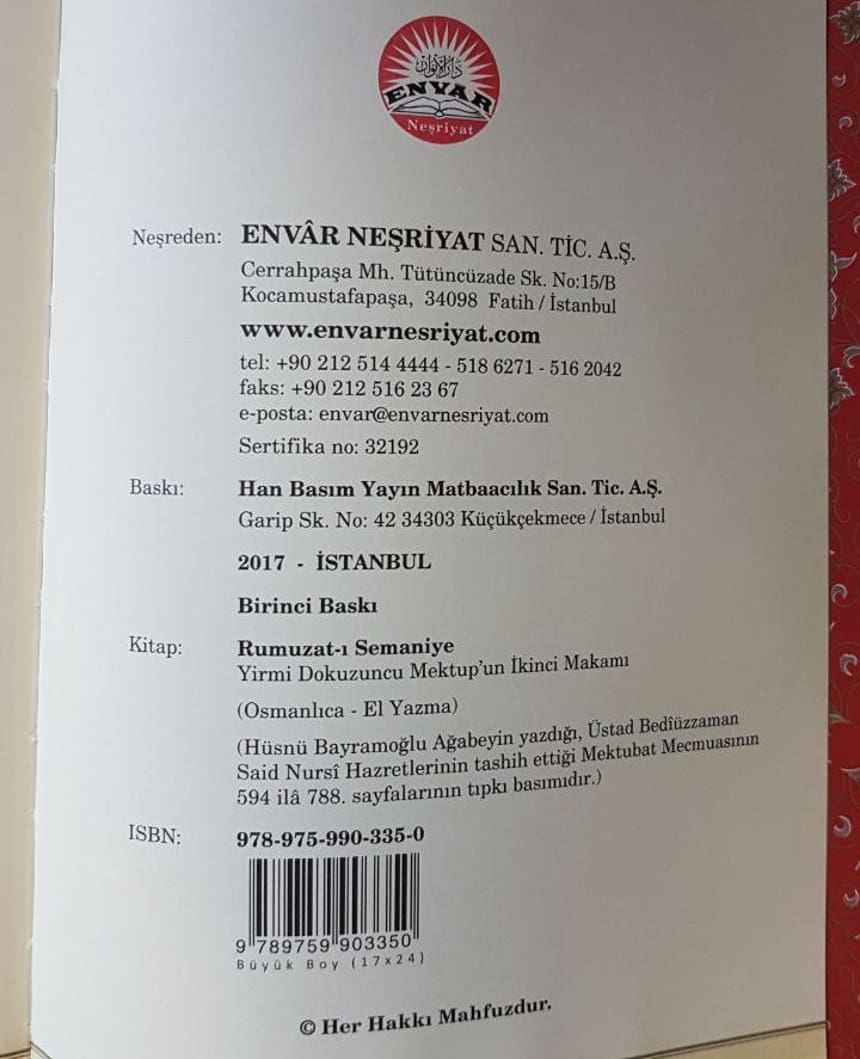 دار الأنوار
ENVAR
Neşriyat
Neşreden: ENVÂR NEŞRİYAT SAN. TİC. A.Ş.
Cerrahpaşa Mh. Tütüncüzade Sk. No:15/B
Kocamustafapaşa, 34098 Fatih / İstanbul
www.envarnesriyat.com
tel: +90 212 514 4444 - 518 6271 - 516 2042
faks: +90 212 516 23 67
e-posta: envar@envarnesriyat.com
Sertifika no: 32192
Baskı: Han Basım Yayın Matbaacılık San. Tic. A.Ş.
Garip Sk. No: 42 34303 Küçükçekmece / İstanbul
2017 - İSTANBUL
Birinci Baskı
Kitap: Rumuzat-ı Semaniye
Yirmi Dokuzuncu Mektup'un İkinci Makamı
(Osmanlıca - El Yazma)
(Hüsnü Bayramoğlu Ağabeyin yazdığı, Üstad Bedîüzzaman
Said Nursî Hazretlerinin tashih ettiği Mektubat Mecmuasının
594 ilâ 788. sayfalarının tıpkı basımıdır.)
ISBN: 978-975-990-335-0
9 789759 903350
Büyük Boy (17x24)
© Her Hakkı Mahfuzdur.